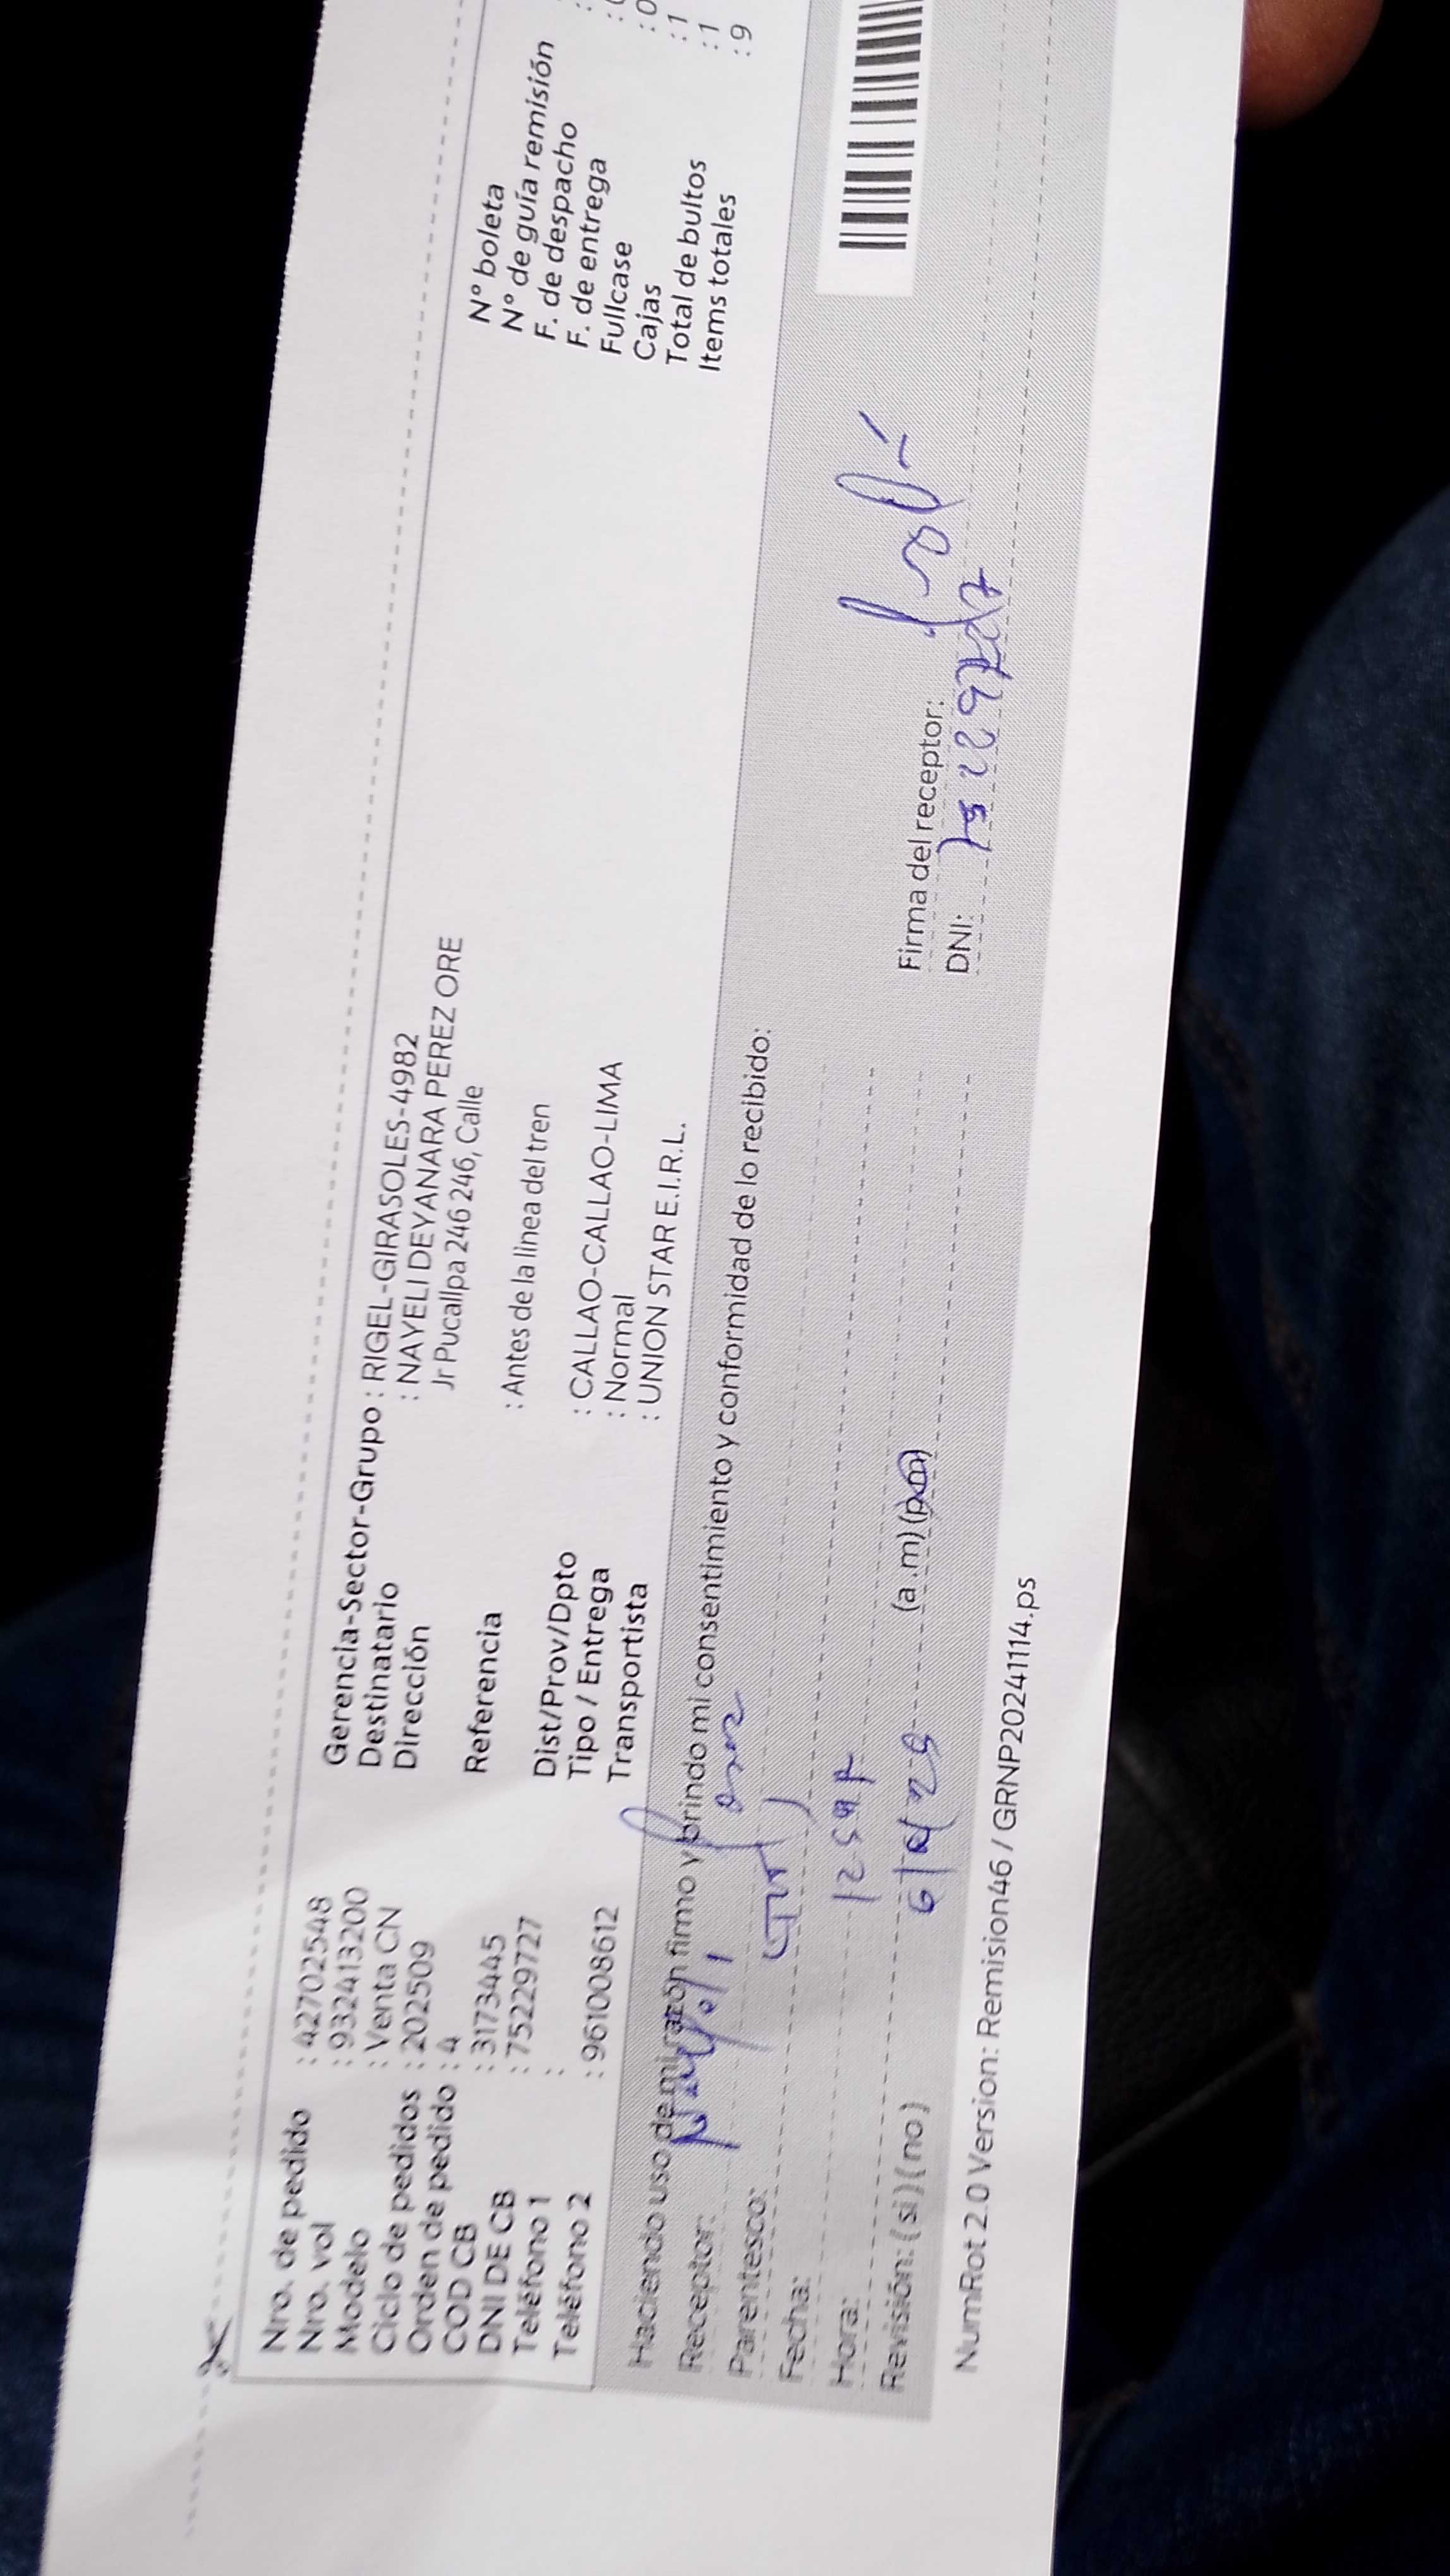 Nro. de pedido : 42702548
Nro. vol : 932413200
Modelo : Venta CN
Ciclo de pedidos : 202509
Orden de pedido : 4
COD CB : 3173445
DNI DE CB : 75229727
Teléfono 1 :
Teléfono 2 : 961008612
Gerencia-Sector-Grupo : RIGEL-GIRASOLES-4982
Destinatario : NAYELI DEYANARA PEREZ ORE
Dirección Jr Pucallpa 246 246, Calle
Referencia : Antes de la linea del tren
Dist/Prov/Dpto : CALLAO-CALLAO-LIMA
Tipo / Entrega : Normal
Transportista : UNION STAR E.I.R.L.
N° boleta
N° de guía remisión
F. de despacho
F. de entrega
Fullcase
Cajas : 0
Total de bultos : 1
Items totales : 9
Haciendo uso de mi razón firmo y brindo mi consentimiento y conformidad de lo recibido:
Receptor: Nayeli
Parentesco:
Fecha:
Hora: (a .m) (p.m)
Revisión: ( si ) ( no )
Firma del receptor:
DNI: 75229727
NumRot 2.0 Version: Remision46 / GRNP20241114.ps